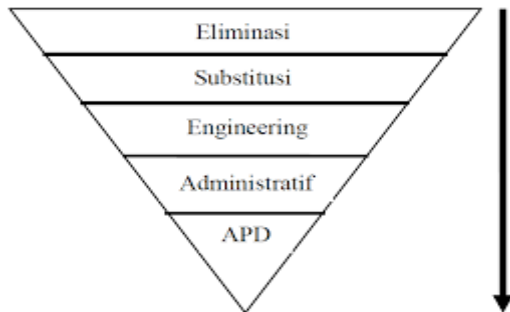 Eliminasi
Substitusi
Engineering
Administratif
APD